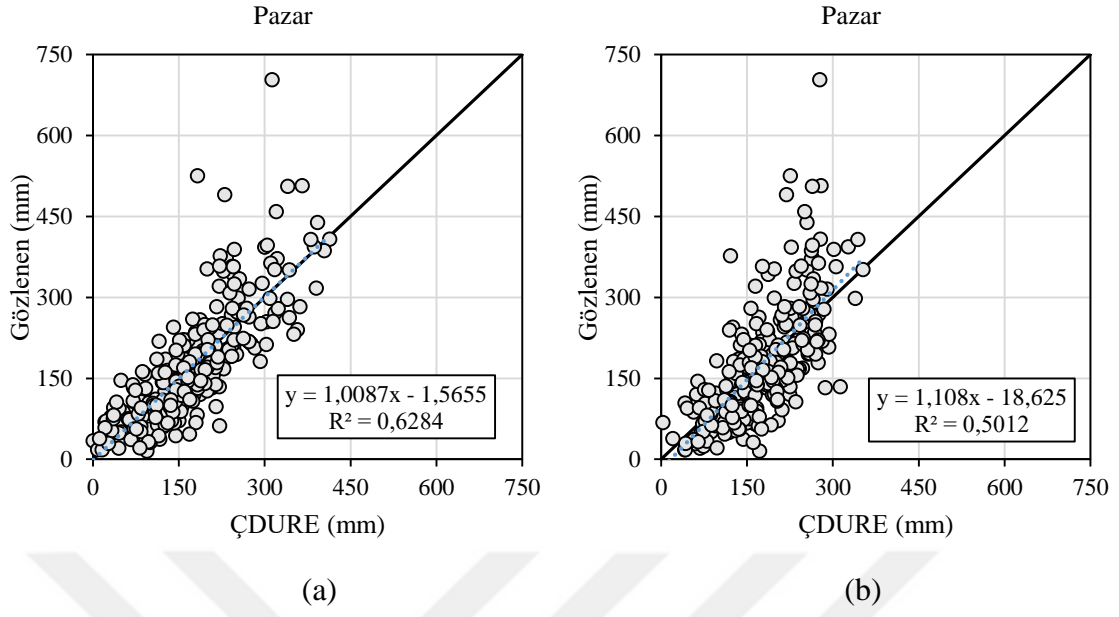 Pazar
750
600
450
300
150
0
Gözlenen (mm)
y = 1,0087x - 1,5655
R² = 0,6284
0 150 300 450 600 750
ÇDURE (mm)
(a)
Pazar
750
600
450
300
150
0
Gözlenen (mm)
y = 1,108x - 18,625
R² = 0,5012
0 150 300 450 600 750
ÇDURE (mm)
(b)